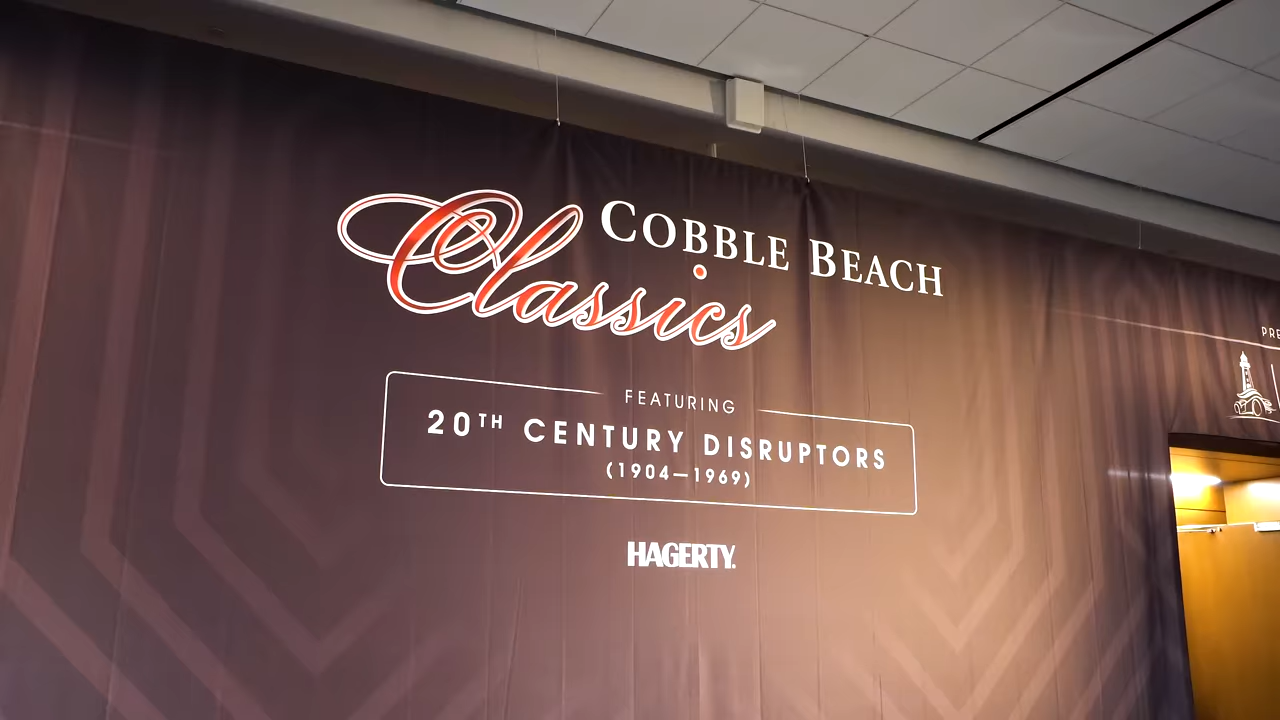 COBBLE BEACH
Classics
FEATURING
20TH CENTURY DISRUPTORS
(1904—1969)
HAGERTY